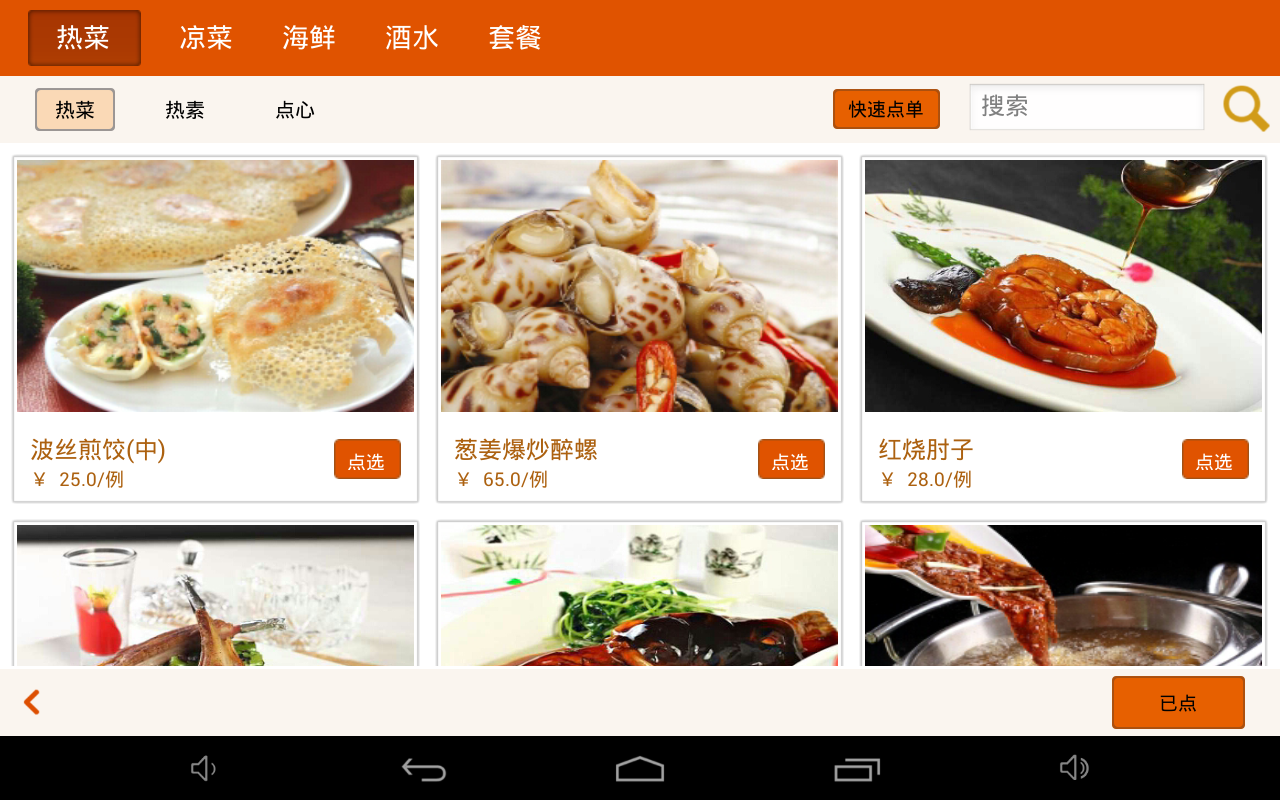 热菜 凉菜 海鲜 酒水 套餐
热菜 热素 点心 快速点单 搜索
波丝煎饺(中) 点选
¥ 25.0/例
葱姜爆炒醉螺 点选
¥ 65.0/例
红烧肘子 点选
¥ 28.0/例
已点